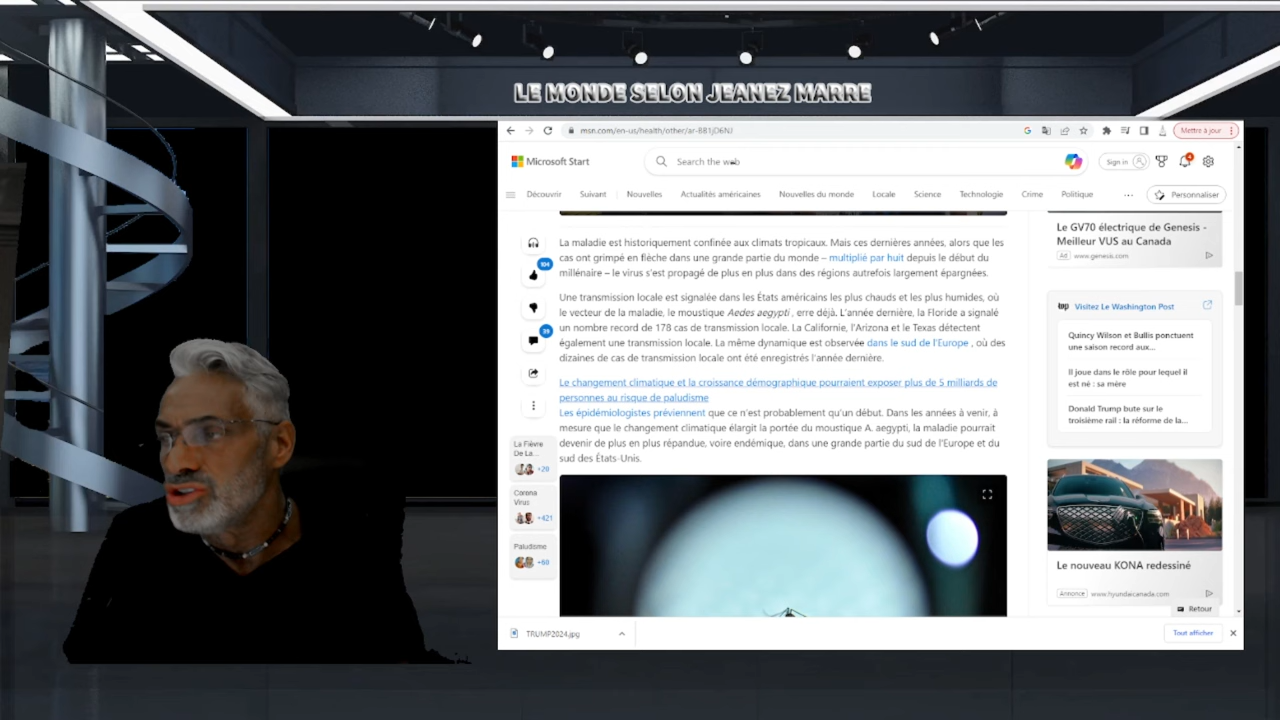 LE MONDE SELON JEANEZ MARRE
msn.com/en-us/health/other/ar-BB1jD6NJ
Mettre à jour
Microsoft Start
Search the web
Sign in
4
Découvrir
Suivant
Nouvelles
Actualités américaines
Nouvelles du monde
Locale
Science
Technologie
Crime
Politique
Personnaliser
La maladie est historiquement confinée aux climats tropicaux. Mais ces dernières années, alors que les
cas ont grimpé en flèche dans une grande partie du monde – multiplié par huit depuis le début du
millénaire – le virus s'est propagé de plus en plus dans des régions autrefois largement épargnées.
Une transmission locale est signalée dans les États américains les plus chauds et les plus humides, où
le vecteur de la maladie, le moustique Aedes aegypti , erre déjà. L'année dernière, la Floride a signalé
un nombre record de 178 cas de transmission locale. La Californie, l'Arizona et le Texas détectent
également une transmission locale. La même dynamique est observée dans le sud de l'Europe , où des
dizaines de cas de transmission locale ont été enregistrés l'année dernière.
Le changement climatique et la croissance démographique pourraient exposer plus de 5 milliards de
personnes au risque de paludisme
Les épidémiologistes préviennent que ce n'est probablement qu'un début. Dans les années à venir, à
mesure que le changement climatique élargit la portée du moustique A. aegypti, la maladie pourrait
devenir de plus en plus répandue, voire endémique, dans une grande partie du sud de l'Europe et du
sud des États-Unis.
104
39
La Fièvre
De La...
+20
Corona
Virus
+421
Paludisme
+60
Le GV70 électrique de Genesis -
Meilleur VUS au Canada
Ad
www.genesis.com
wp
Visitez Le Washington Post
Quincy Wilson et Bullis ponctuent
une saison record aux...
Il joue dans le rôle pour lequel il
est né : sa mère
Donald Trump bute sur le
troisième rail : la réforme de la...
Le nouveau KONA redessiné
Annonce
www.hyundaicanada.com
Retour
TRUMP2024.jpg
Tout afficher